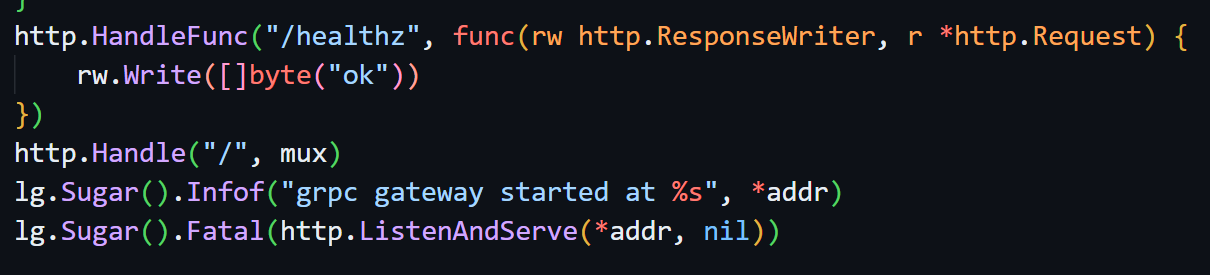 }
http.HandleFunc("/healthz", func(rw http.ResponseWriter, r *http.Request) {
    rw.Write([]byte("ok"))
})
http.Handle("/", mux)
lg.Sugar().Infof("grpc gateway started at %s", *addr)
lg.Sugar().Fatal(http.ListenAndServe(*addr, nil))